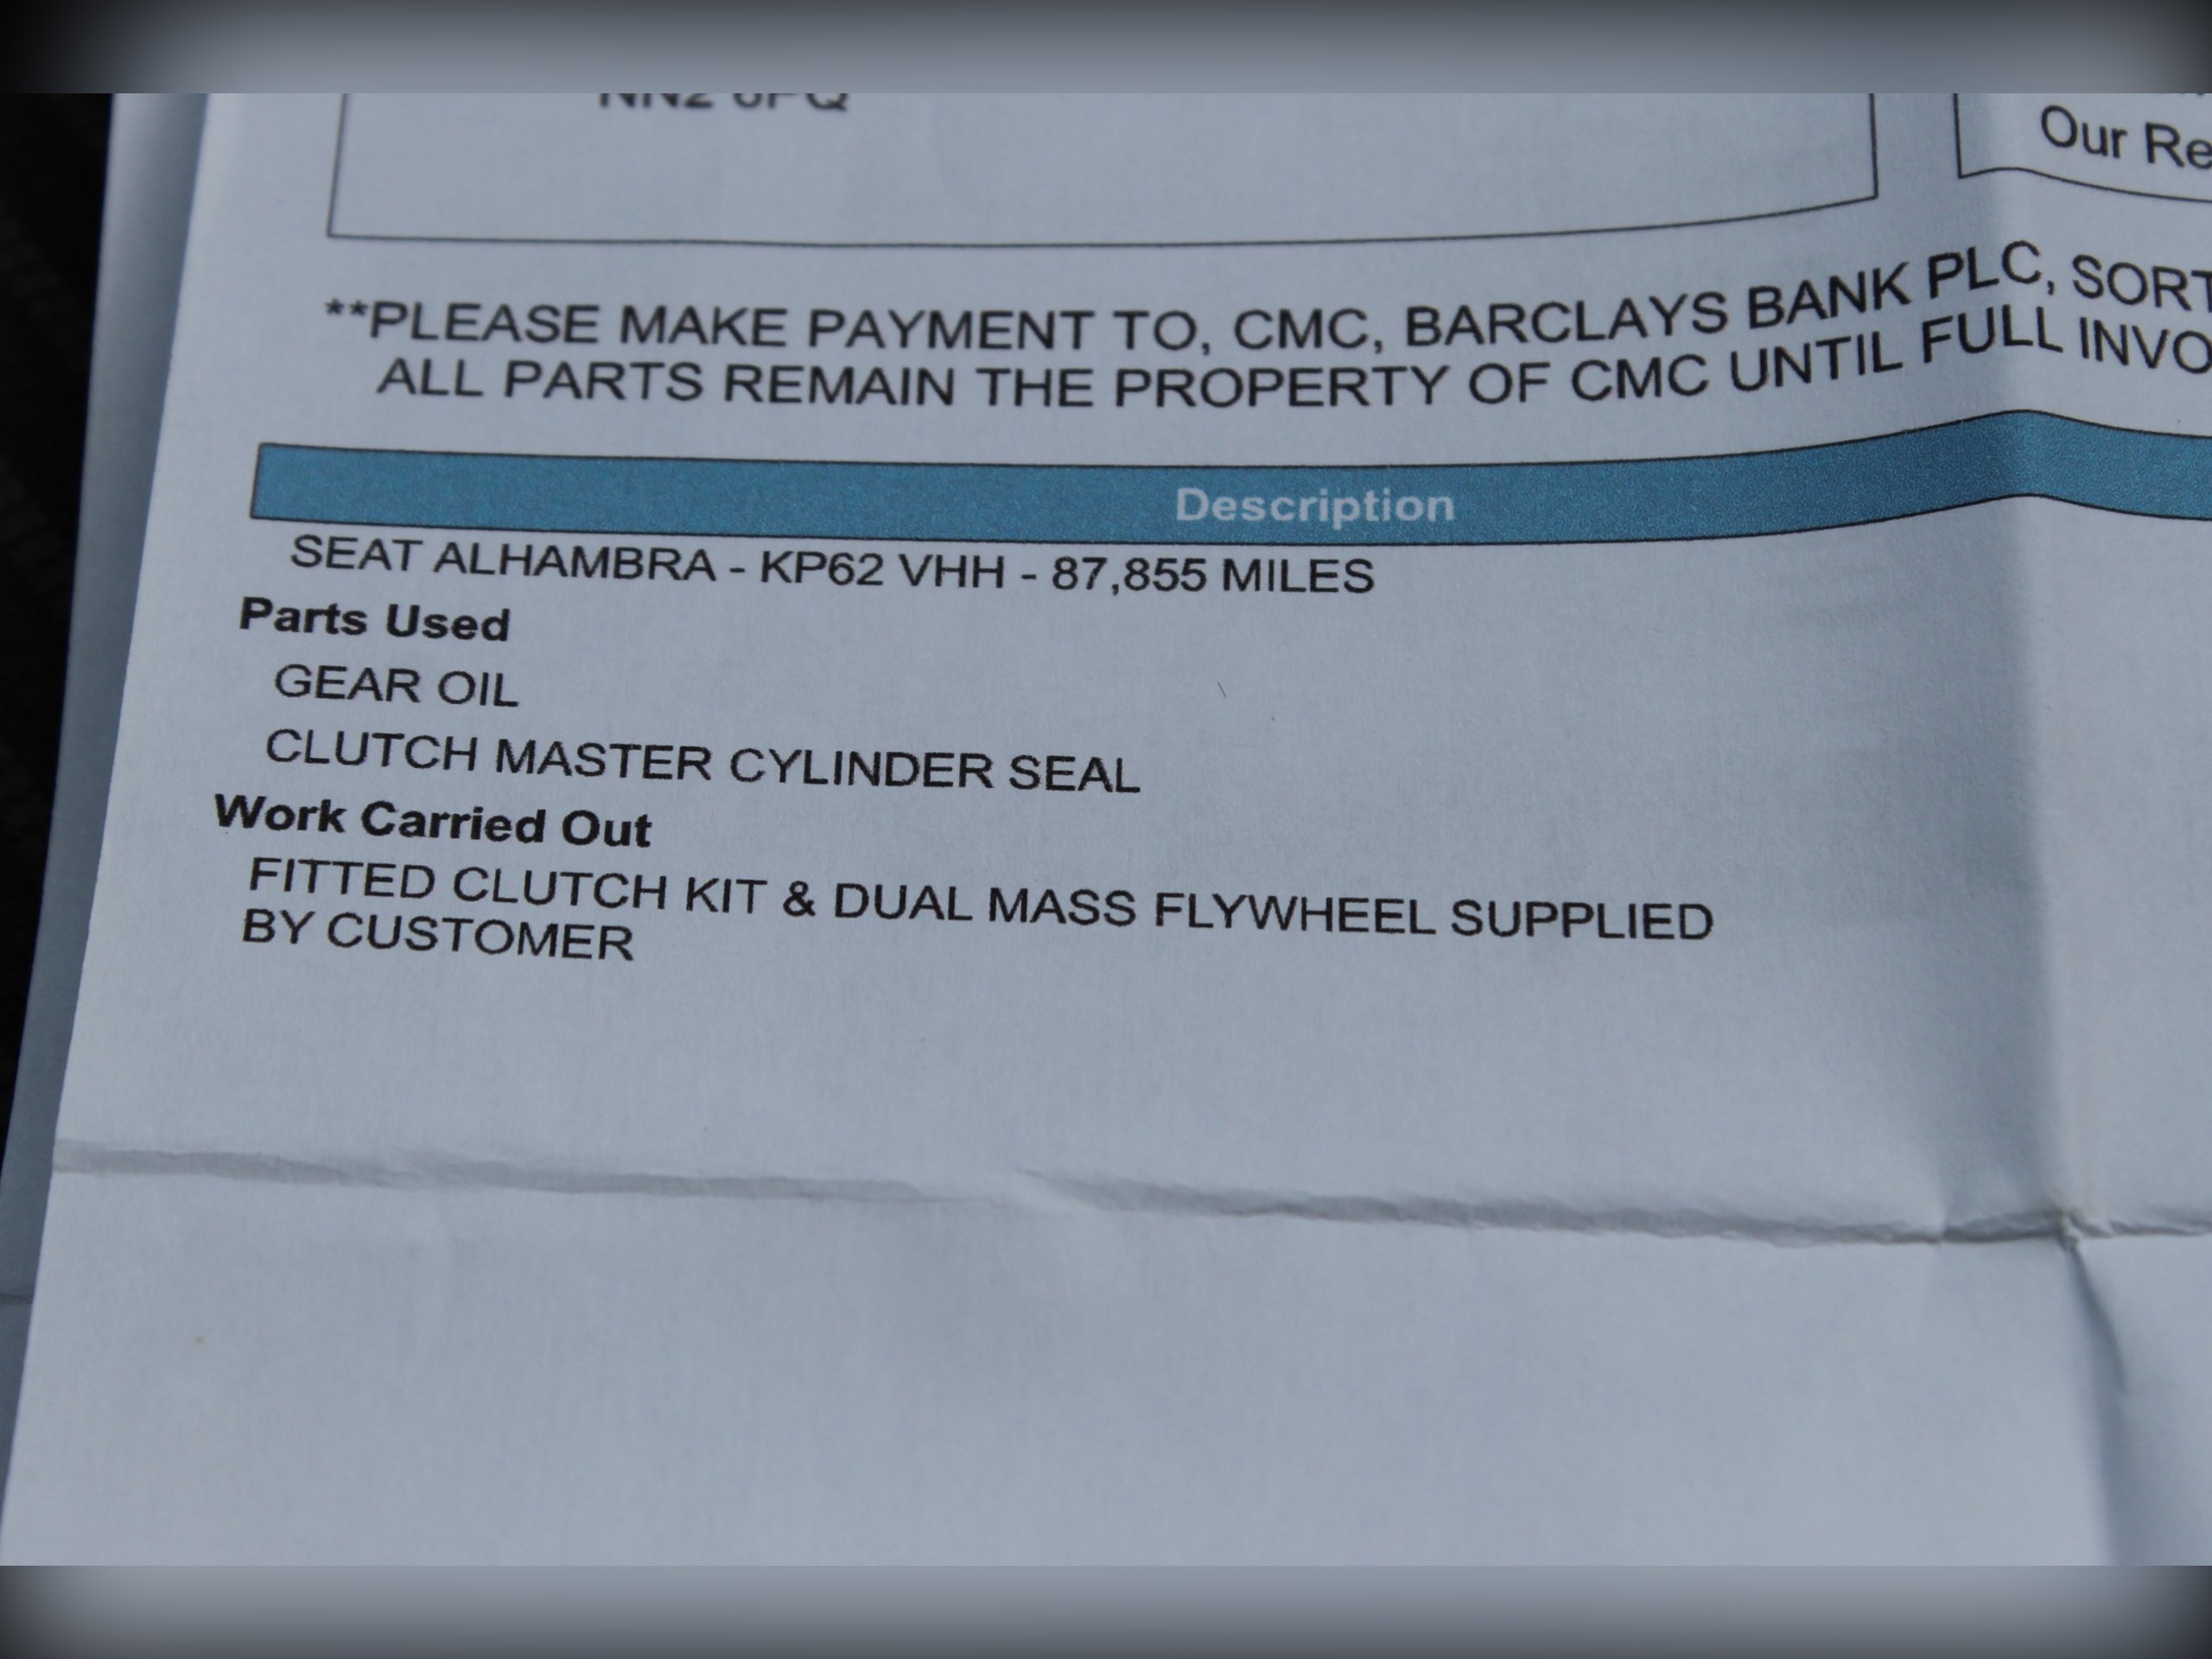 Our Re
**PLEASE MAKE PAYMENT TO, CMC, BARCLAYS BANK PLC, SORT
ALL PARTS REMAIN THE PROPERTY OF CMC UNTIL FULL INVO
Description
SEAT ALHAMBRA - KP62 VHH - 87,855 MILES
Parts Used
GEAR OIL
CLUTCH MASTER CYLINDER SEAL
Work Carried Out
FITTED CLUTCH KIT & DUAL MASS FLYWHEEL SUPPLIED
BY CUSTOMER